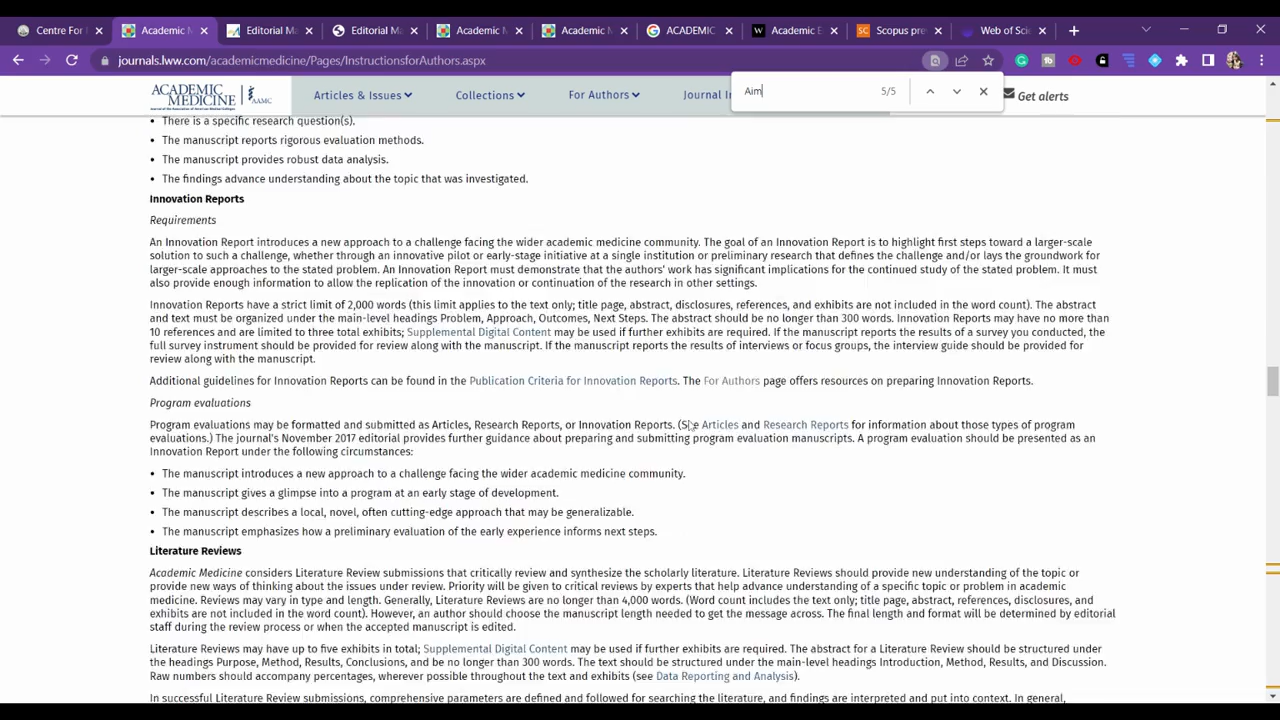 Centre For I
Academic M
Editorial Ma
Editorial Ma
Academic M
Academic M
ACADEMIC
Academic E
Scopus pre
Web of Scie
journals.lww.com/academicmedicine/Pages/InstructionsforAuthors.aspx
Aim
5/5
ACADEMIC
MEDICINE
AAMC
Articles & Issues
Collections
For Authors
Journal In
Get alerts
• There is a specific research question(s).
• The manuscript reports rigorous evaluation methods.
• The manuscript provides robust data analysis.
• The findings advance understanding about the topic that was investigated.
Innovation Reports
Requirements
An Innovation Report introduces a new approach to a challenge facing the wider academic medicine community. The goal of an Innovation Report is to highlight first steps toward a larger-scale
solution to such a challenge, whether through an innovative pilot or early-stage initiative at a single institution or preliminary research that defines the challenge and/or lays the groundwork for
larger-scale approaches to the stated problem. An Innovation Report must demonstrate that the authors' work has significant implications for the continued study of the stated problem. It must
also provide enough information to allow the replication of the innovation or continuation of the research in other settings.
Innovation Reports have a strict limit of 2,000 words (this limit applies to the text only; title page, abstract, disclosures, references, and exhibits are not included in the word count). The abstract
and text must be organized under the main-level headings Problem, Approach, Outcomes, Next Steps. The abstract should be no longer than 300 words. Innovation Reports may have no more than
10 references and are limited to three total exhibits; Supplemental Digital Content may be used if further exhibits are required. If the manuscript reports the results of a survey you conducted, the
full survey instrument should be provided for review along with the manuscript. If the manuscript reports the results of interviews or focus groups, the interview guide should be provided for
review along with the manuscript.
Additional guidelines for Innovation Reports can be found in the Publication Criteria for Innovation Reports. The For Authors page offers resources on preparing Innovation Reports.
Program evaluations
Program evaluations may be formatted and submitted as Articles, Research Reports, or Innovation Reports. (See Articles and Research Reports for information about those types of program
evaluations.) The journal's November 2017 editorial provides further guidance about preparing and submitting program evaluation manuscripts. A program evaluation should be presented as an
Innovation Report under the following circumstances:
• The manuscript introduces a new approach to a challenge facing the wider academic medicine community.
• The manuscript gives a glimpse into a program at an early stage of development.
• The manuscript describes a local, novel, often cutting-edge approach that may be generalizable.
• The manuscript emphasizes how a preliminary evaluation of the early experience informs next steps.
Literature Reviews
Academic Medicine considers Literature Review submissions that critically review and synthesize the scholarly literature. Literature Reviews should provide new understanding of the topic or
provide new ways of thinking about the issues under review. Priority will be given to critical reviews by experts that help advance understanding of a specific topic or problem in academic
medicine. Reviews may vary in type and length. Generally, Literature Reviews are no longer than 4,000 words. (Word count includes the text only; title page, abstract, references, disclosures, and
exhibits are not included in the word count). However, an author should choose the manuscript length needed to get the message across. The final length and format will be determined by editorial
staff during the review process or when the accepted manuscript is edited.
Literature Reviews may have up to five exhibits in total; Supplemental Digital Content may be used if further exhibits are required. The abstract for a Literature Review should be structured under
the headings Purpose, Method, Results, Conclusions, and be no longer than 300 words. The text should be structured under the main-level headings Introduction, Method, Results, and Discussion.
Raw numbers should accompany percentages, wherever possible throughout the text and exhibits (see Data Reporting and Analysis).
In successful Literature Review submissions, comprehensive parameters are defined and followed for searching the literature, and findings are interpreted and put into context. In general,